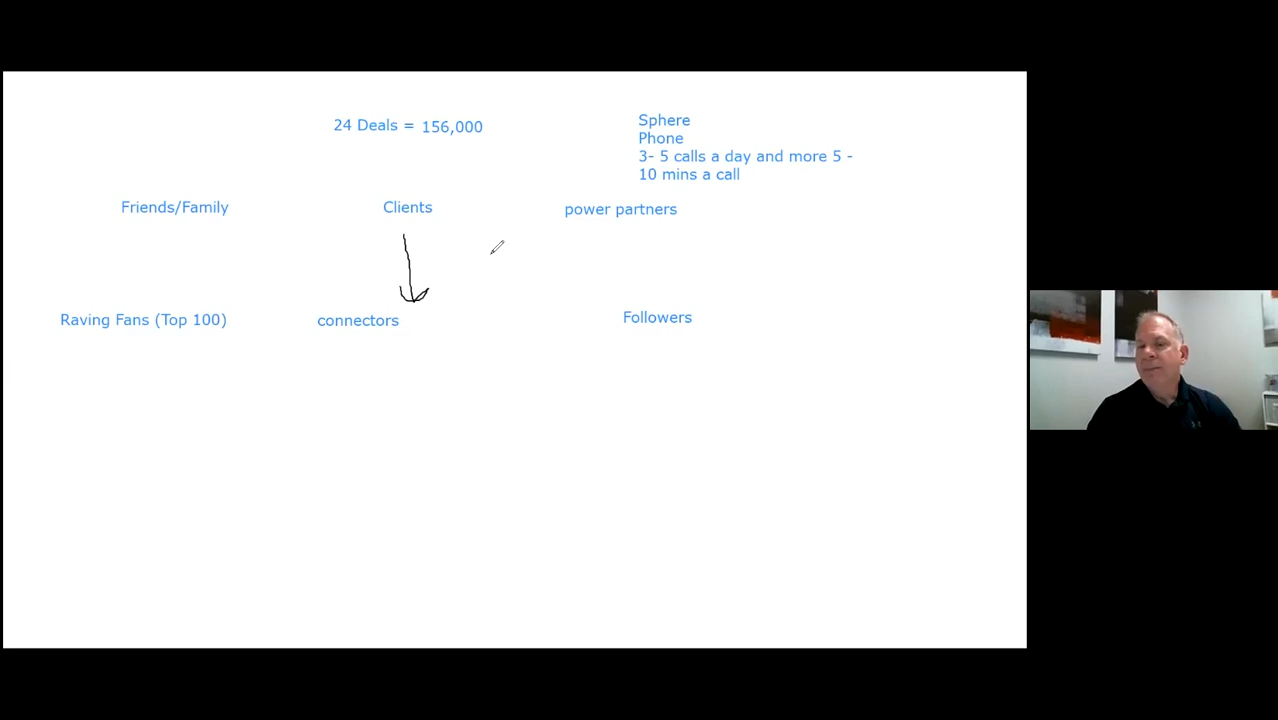 24 Deals = 156,000
Sphere
Phone
3- 5 calls a day and more 5 -
10 mins a call
Friends/Family
Clients
power partners
Raving Fans (Top 100)
connectors
Followers